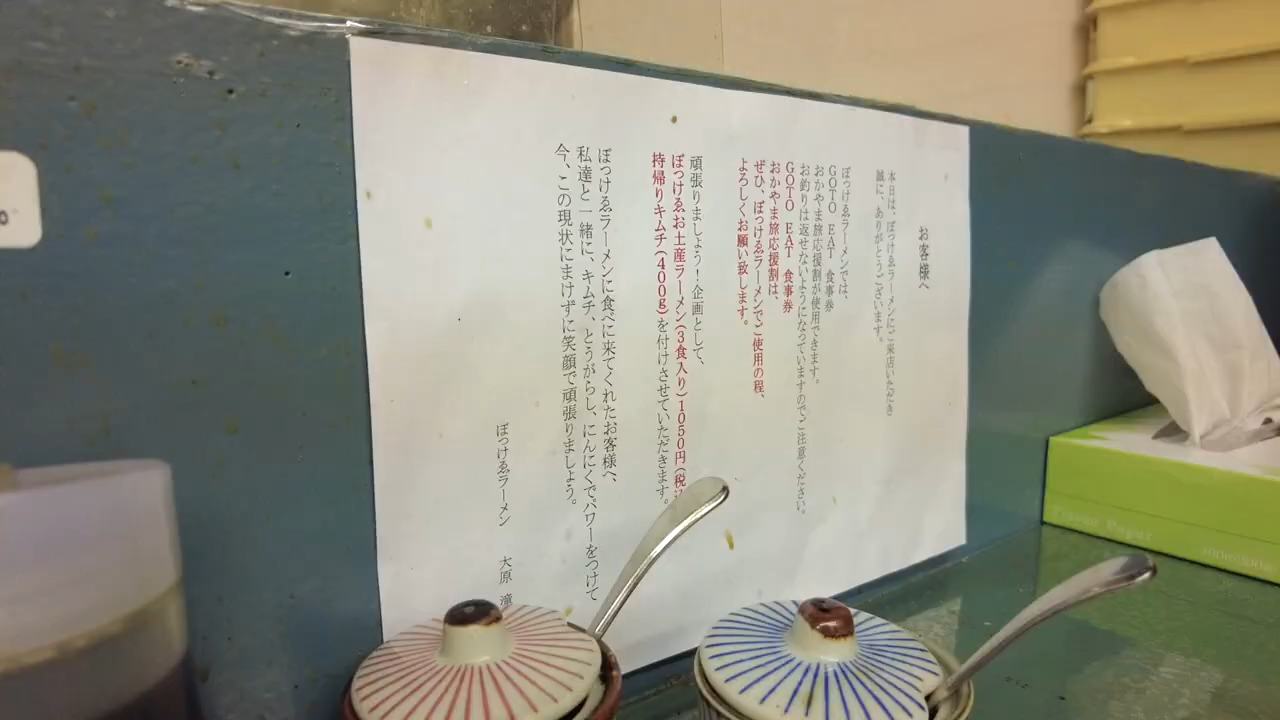 お客様へ
本日は、ぼっけゑラーメンにご来店いただき
誠に、ありがとうございます。
ぼっけゑラーメンでは、
GOTO EAT 食事券
おかやま旅応援割が使用できます。
お釣りは返せないようになっていますのでご注意ください。
GOTO EAT 食事券
おかやま旅応援割は、
ぜひ、ぼっけゑラーメンでご使用の程、
よろしくお願い致します。
頑張りましょう！企画として、
ぼっけゑお土産ラーメン(3食入り)1050円(税込
持帰りキムチ(400g)を付けさせていただきます。
ぼっけゑラーメンに食べに来てくれたお客様へ、
私達と一緒に、キムチ、とうがらし、にんにくでパワーをつけて
今、この現状にまけずに笑顔で頑張りましょう。
ぼっけゑラーメン 大原